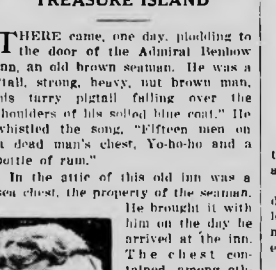 TREASURE ISLAND
THERE came, one day, plodding to
the door of the Admiral Benbow
nn, an old brown seaman. He was a
tall, strong, heavy, nut brown man,
his tarry pigtail falling over the
shoulders of his soiled blue coat." He
whistled the song, "Fifteen men on
a dead man's chest, Yo-ho-ho and a
bottle of rum."
In the attic of this old inn was a
sea chest, the property of the seaman.
He brought it with
him on the day he
arrived at the inn.
The chest con-
tained among oth-